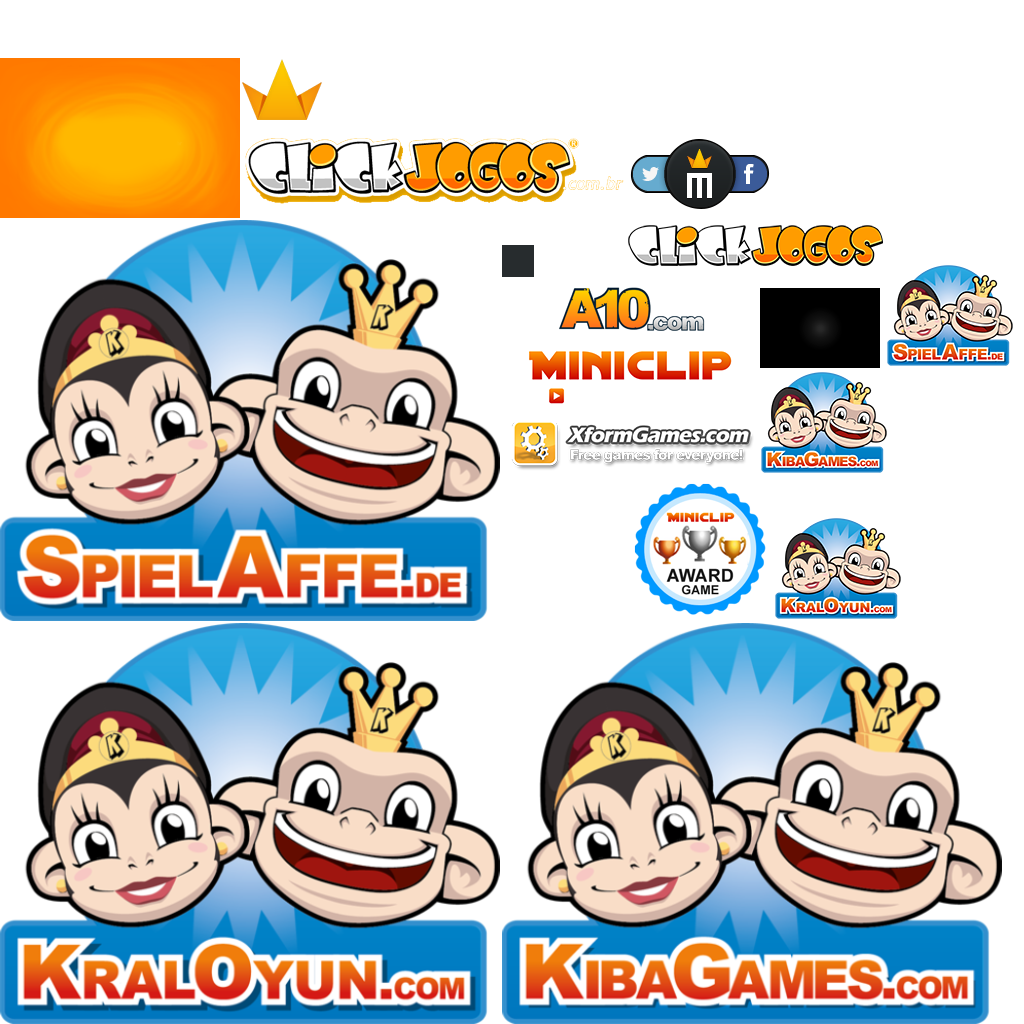 CLiCKJOGOS®
.com.br
m
f
CLiCKJOGOS
K
A10.com
SPIELAFFE.DE
MINICLIP
KIBAGAMES.COM
XformGames.com
Free games for everyone!
MINICLIP
AWARD
GAME
K
SPIELAFFE.DE
KRALOYUN.COM
K
K
KRALOYUN.COM
K
K
KIBAGAMES.COM